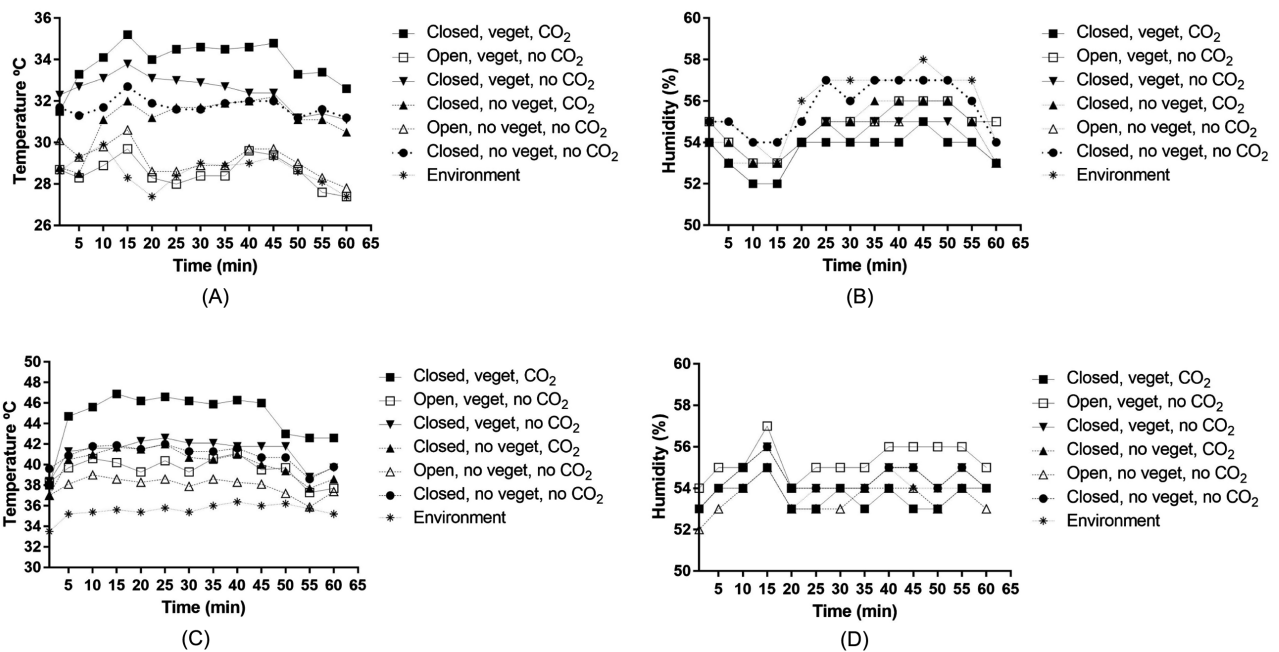 36
34
32
30
28
26
Temperature ºC
5 10 15 20 25 30 35 40 45 50 55 60 65
Time (min)
Closed, veget, CO2
Open, veget, no CO2
Closed, veget, no CO2
Closed, no veget, CO2
Open, no veget, no CO2
Closed, no veget, no CO2
Environment
(A)
60
58
56
54
52
50
Humidity (%)
5 10 15 20 25 30 35 40 45 50 55 60 65
Time (min)
Closed, veget, CO2
Open, veget, no CO2
Closed, veget, no CO2
Closed, no veget, CO2
Open, no veget, no CO2
Closed, no veget, no CO2
Environment
(B)
50
48
46
44
42
40
38
36
34
32
30
Temperature ºC
5 10 15 20 25 30 35 40 45 50 55 60 65
Time (min)
Closed, veget, CO2
Open, veget, no CO2
Closed, veget, no CO2
Closed, no veget, CO2
Open, no veget, no CO2
Closed, no veget, no CO2
Environment
(C)
60
58
56
54
52
50
Humidity (%)
5 10 15 20 25 30 35 40 45 50 55 60 65
Time (min)
Closed, veget, CO2
Open, veget, no CO2
Closed, veget, no CO2
Closed, no veget, CO2
Open, no veget, no CO2
Closed, no veget, no CO2
Environment
(D)